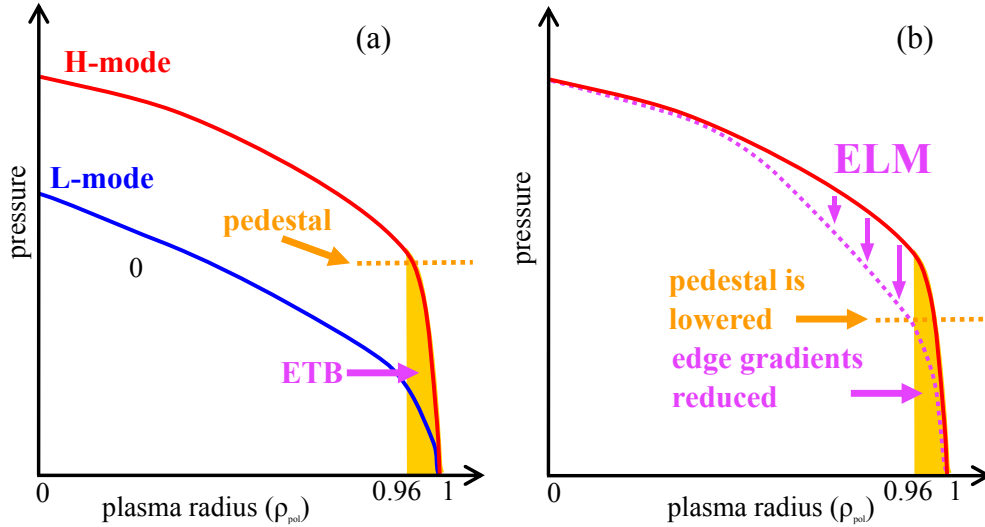 (a)
H-mode
L-mode
pressure
pedestal
0
ETB
0
0.96
1
plasma radius (ρpol)
(b)
ELM
pressure
pedestal is
lowered
edge gradients
reduced
0
0.96
1
plasma radius (ρpol)